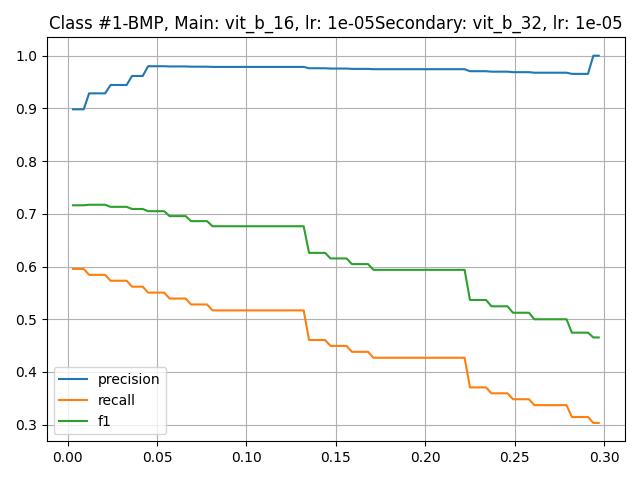 Class #1-BMP, Main: vit_b_16, lr: 1e-05Secondary: vit_b_32, lr: 1e-05
1.0
0.9
0.8
0.7
0.6
0.5
0.4
0.3
precision
recall
f1
0.00 0.05 0.10 0.15 0.20 0.25 0.30